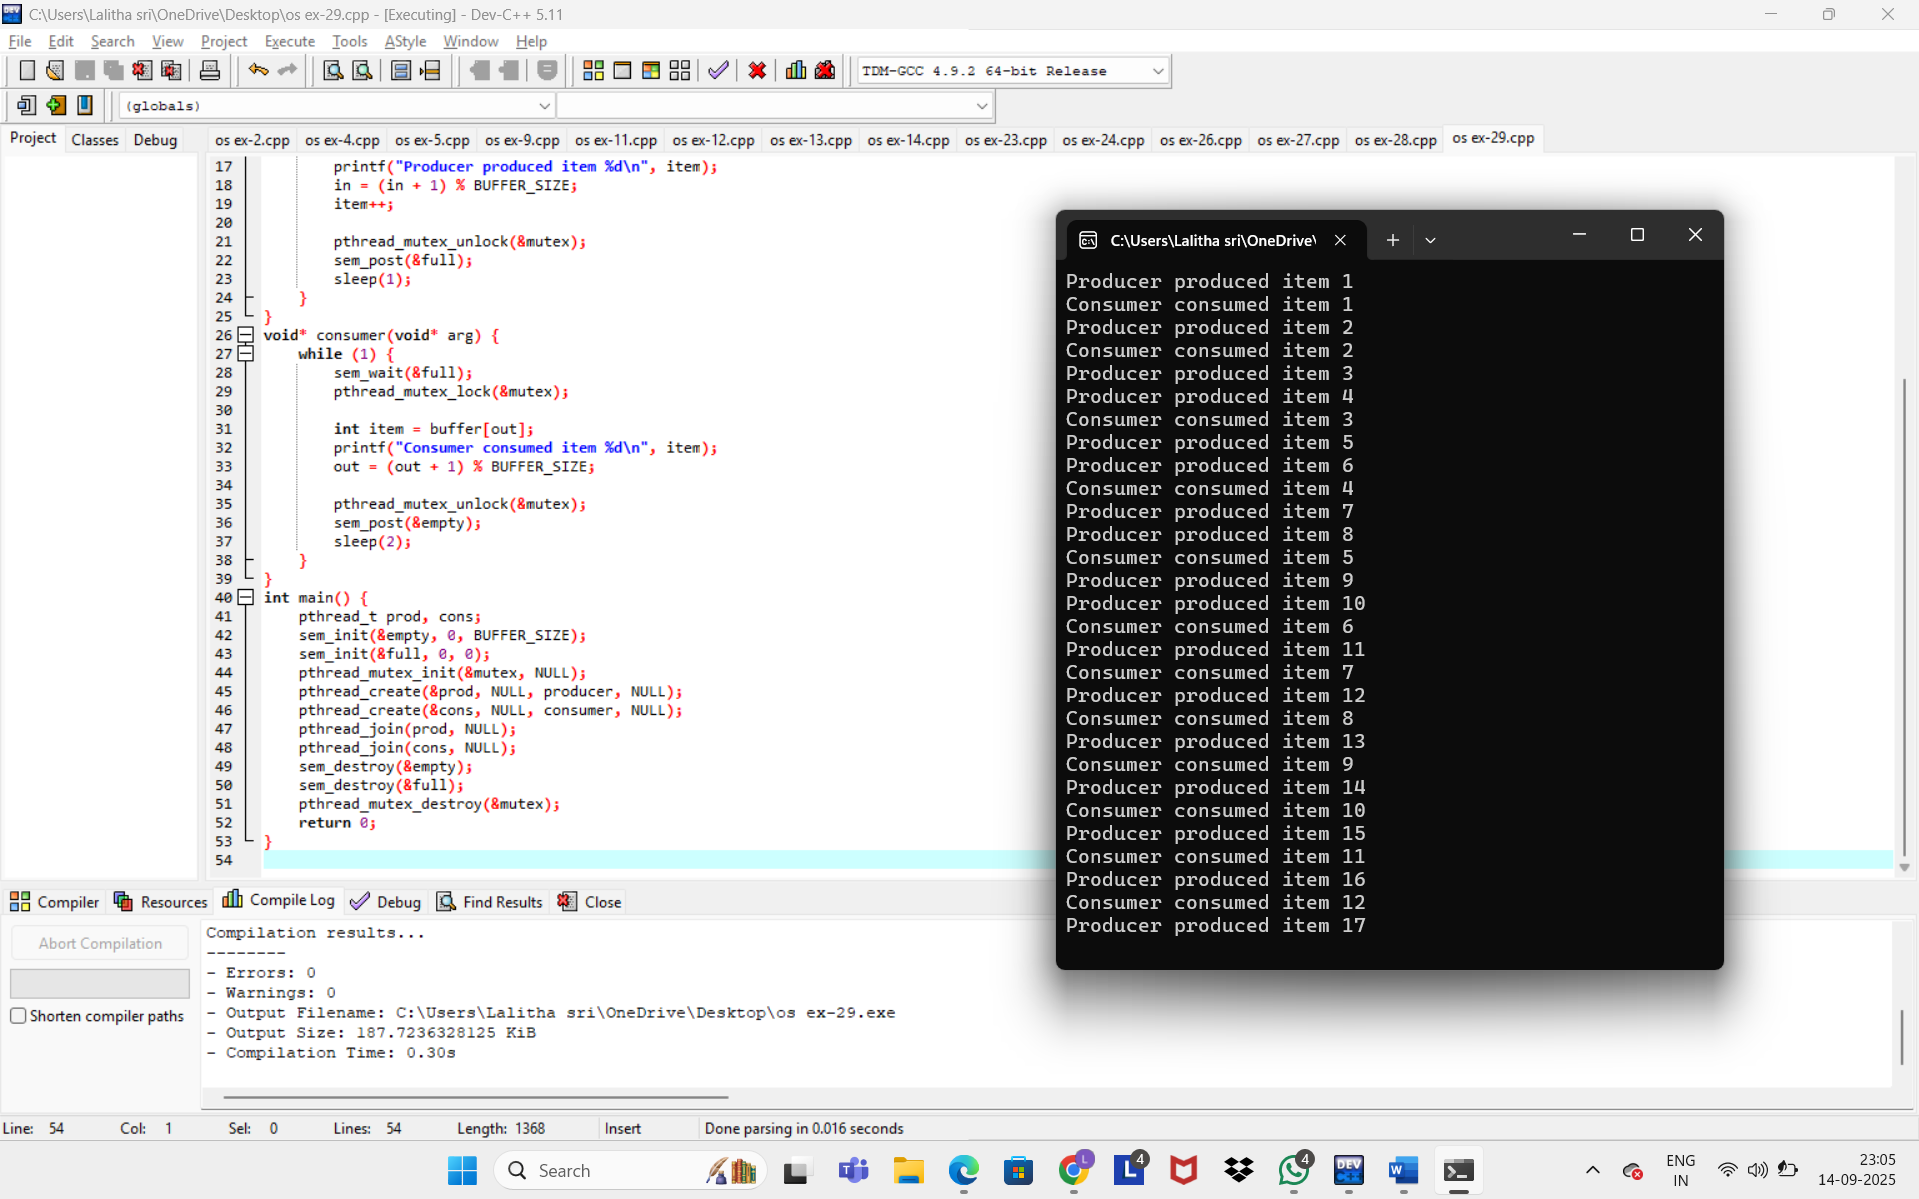 C:\Users\Lalitha sri\OneDrive\Desktop\os ex-29.cpp - [Executing] - Dev-C++ 5.11
File Edit Search View Project Execute Tools AStyle Window Help
TDM-GCC 4.9.2 64-bit Release
(globals)
Project Classes Debug
os ex-2.cpp os ex-4.cpp os ex-5.cpp os ex-9.cpp os ex-11.cpp os ex-12.cpp os ex-13.cpp os ex-14.cpp os ex-23.cpp os ex-24.cpp os ex-26.cpp os ex-27.cpp os ex-28.cpp os ex-29.cpp
17 printf("Producer produced item %d\n", item);
18 in = (in + 1) % BUFFER_SIZE;
19 item++;
20
21 pthread_mutex_unlock(&mutex);
22 sem_post(&full);
23 sleep(1);
24 }
25 }
26 void* consumer(void* arg) {
27 while (1) {
28 sem_wait(&full);
29 pthread_mutex_lock(&mutex);
30
31 int item = buffer[out];
32 printf("Consumer consumed item %d\n", item);
33 out = (out + 1) % BUFFER_SIZE;
34
35 pthread_mutex_unlock(&mutex);
36 sem_post(&empty);
37 sleep(2);
38 }
39 }
40 int main() {
41 pthread_t prod, cons;
42 sem_init(&empty, 0, BUFFER_SIZE);
43 sem_init(&full, 0, 0);
44 pthread_mutex_init(&mutex, NULL);
45 pthread_create(&prod, NULL, producer, NULL);
46 pthread_create(&cons, NULL, consumer, NULL);
47 pthread_join(prod, NULL);
48 pthread_join(cons, NULL);
49 sem_destroy(&empty);
50 sem_destroy(&full);
51 pthread_mutex_destroy(&mutex);
52 return 0;
53 }
54
C:\Users\Lalitha sri\OneDrive\
Producer produced item 1
Consumer consumed item 1
Producer produced item 2
Consumer consumed item 2
Producer produced item 3
Producer produced item 4
Consumer consumed item 3
Producer produced item 5
Producer produced item 6
Consumer consumed item 4
Producer produced item 7
Producer produced item 8
Consumer consumed item 5
Producer produced item 9
Producer produced item 10
Consumer consumed item 6
Producer produced item 11
Consumer consumed item 7
Producer produced item 12
Consumer consumed item 8
Producer produced item 13
Consumer consumed item 9
Producer produced item 14
Consumer consumed item 10
Producer produced item 15
Consumer consumed item 11
Producer produced item 16
Consumer consumed item 12
Producer produced item 17
Compiler Resources Compile Log Debug Find Results Close
Abort Compilation
Shorten compiler paths
Compilation results...
--------
- Errors: 0
- Warnings: 0
- Output Filename: C:\Users\Lalitha sri\OneDrive\Desktop\os ex-29.exe
- Output Size: 187.7236328125 KiB
- Compilation Time: 0.30s
Line: 54 Col: 1 Sel: 0 Lines: 54 Length: 1368 Insert Done parsing in 0.016 seconds
Search
L
L 4
4
DEV
W
ENG
IN
23:05
14-09-2025